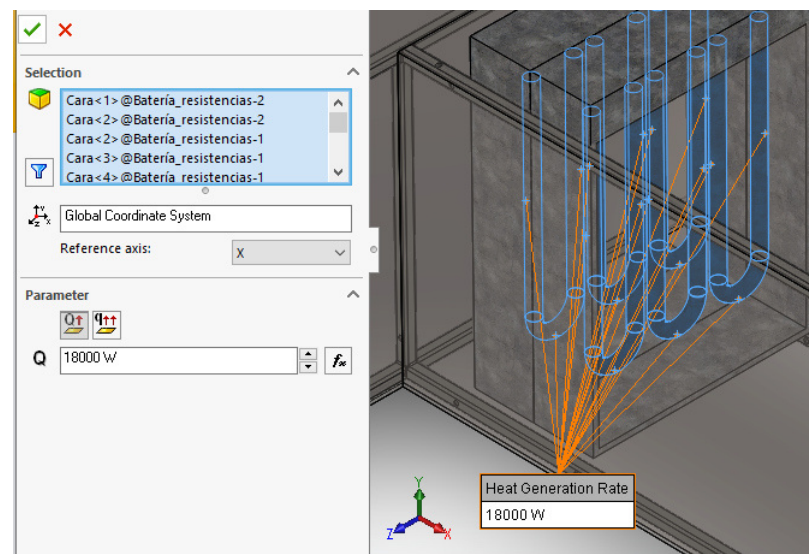 Selection
Cara<1>@Batería_resistencias-2
Cara<2>@Batería_resistencias-2
Cara<2>@Batería_resistencias-1
Cara<3>@Batería_resistencias-1
Cara<4>@Batería_resistencias-1
Global Coordinate System
Reference axis: X
Parameter
Q 18000 W
Heat Generation Rate
18000 W
Y
Z X